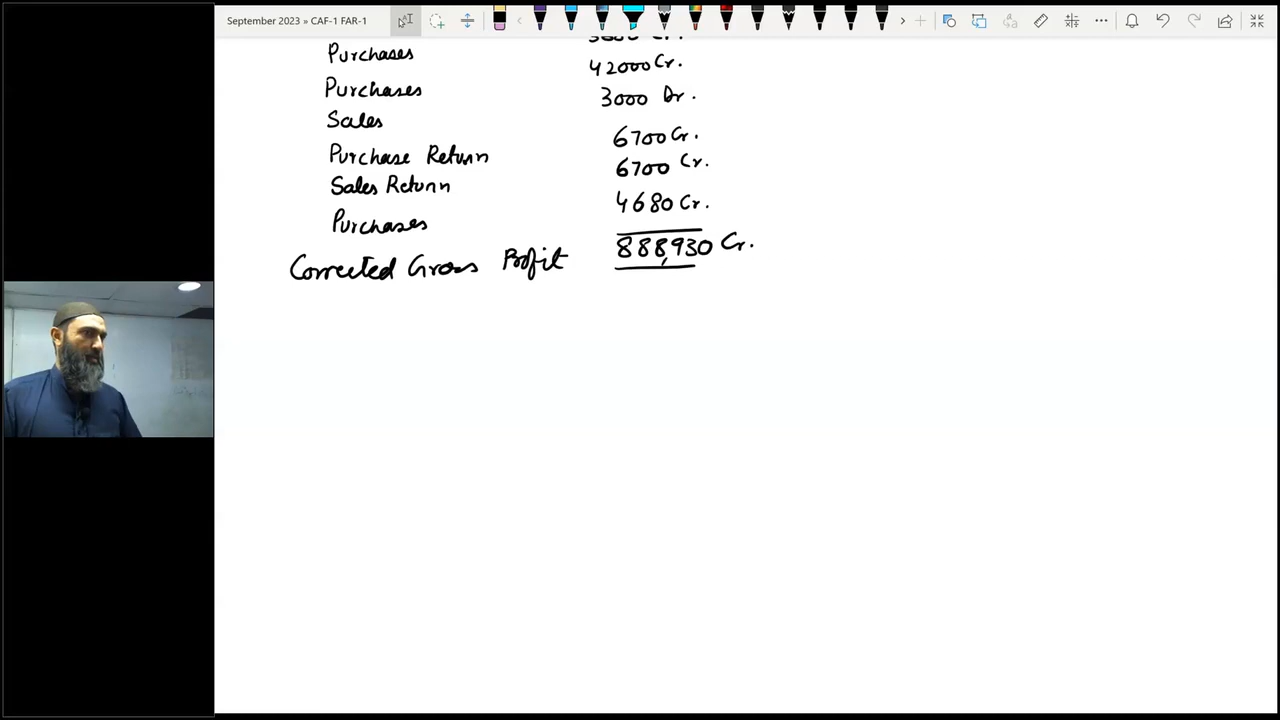 September 2023 » CAF-1 FAR-1
Purchases 42000 Cr.
Purchases 3000 Dr.
Sales 6700 Cr.
Purchase Return 6700 Cr.
Sales Return 4680 Cr.
Purchases
Corrected Gross Profit 888,930 Cr.